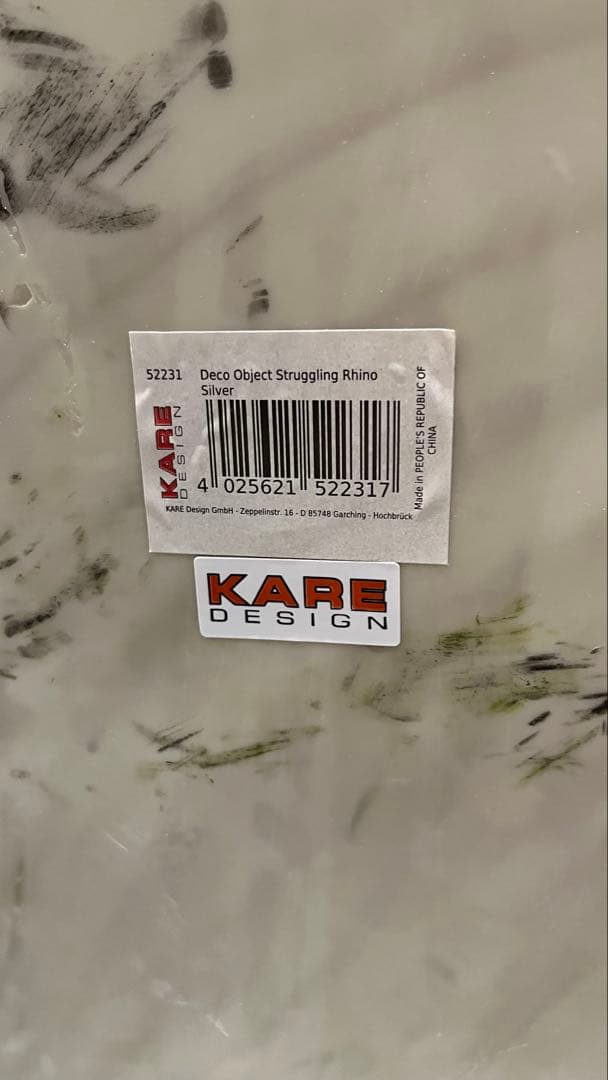 52231 Deco Object Struggling Rhino
Silver
KARE
DESIGN
4 025621 522317
Made in PEOPLE'S REPUBLIC OF
CHINA
KARE Design GmbH - Zeppelinstr. 16 - D 85748 Garching - Hochbrück
KARE
DESIGN